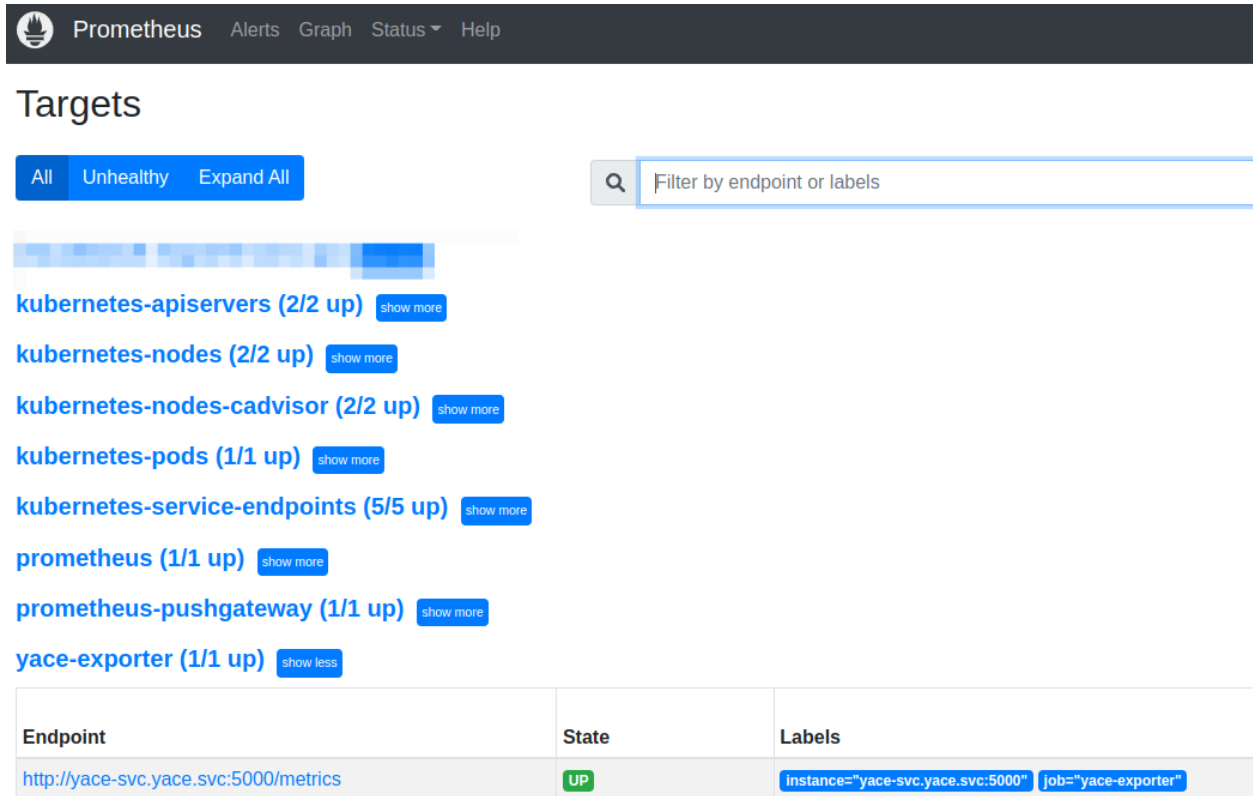 Prometheus Alerts Graph Status Help
Targets
All Unhealthy Expand All Filter by endpoint or labels
kubernetes-apiservers (2/2 up) show more
kubernetes-nodes (2/2 up) show more
kubernetes-nodes-cadvisor (2/2 up) show more
kubernetes-pods (1/1 up) show more
kubernetes-service-endpoints (5/5 up) show more
prometheus (1/1 up) show more
prometheus-pushgateway (1/1 up) show more
yace-exporter (1/1 up) show less
Endpoint State Labels
http://yace-svc.yace.svc:5000/metrics UP instance="yace-svc.yace.svc:5000" job="yace-exporter"